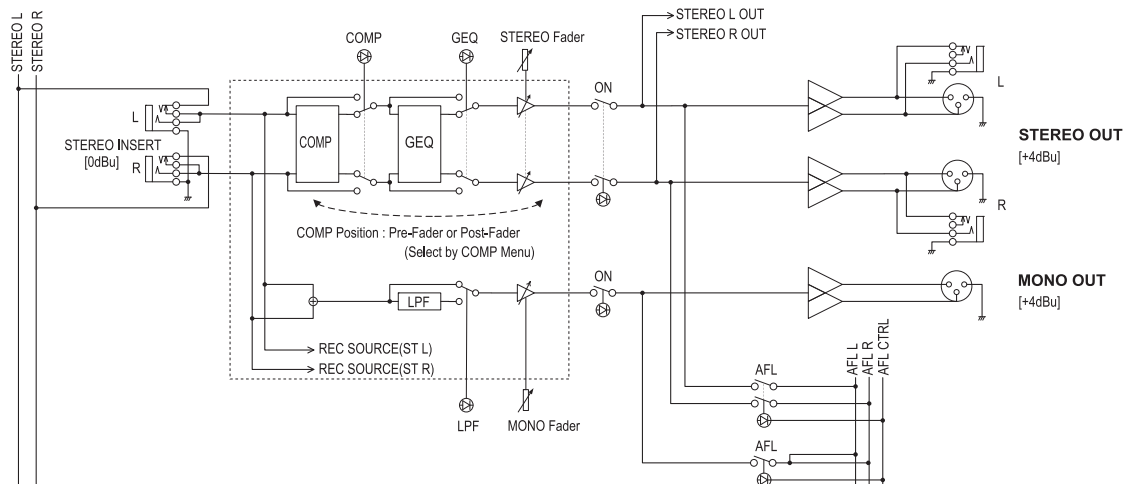 STEREO L
STEREO R
STEREO L OUT
STEREO R OUT
COMP
GEQ
STEREO Fader
ON
L
STEREO INSERT
[0dBu]
R
COMP
GEQ
L
STEREO OUT
[+4dBu]
R
COMP Position : Pre-Fader or Post-Fader
(Select by COMP Menu)
ON
LPF
MONO OUT
[+4dBu]
REC SOURCE(ST L)
REC SOURCE(ST R)
AFL L
AFL R
AFL CTRL
AFL
LPF
MONO Fader
AFL